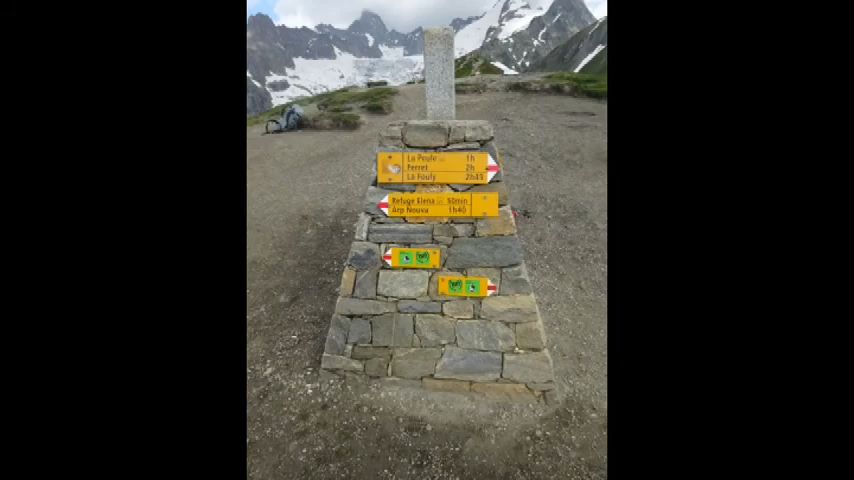 La Peule 1h
Ferret 2h
La Fouly 2h45
Refuge Elena 50min
Arp Nouva 1h40